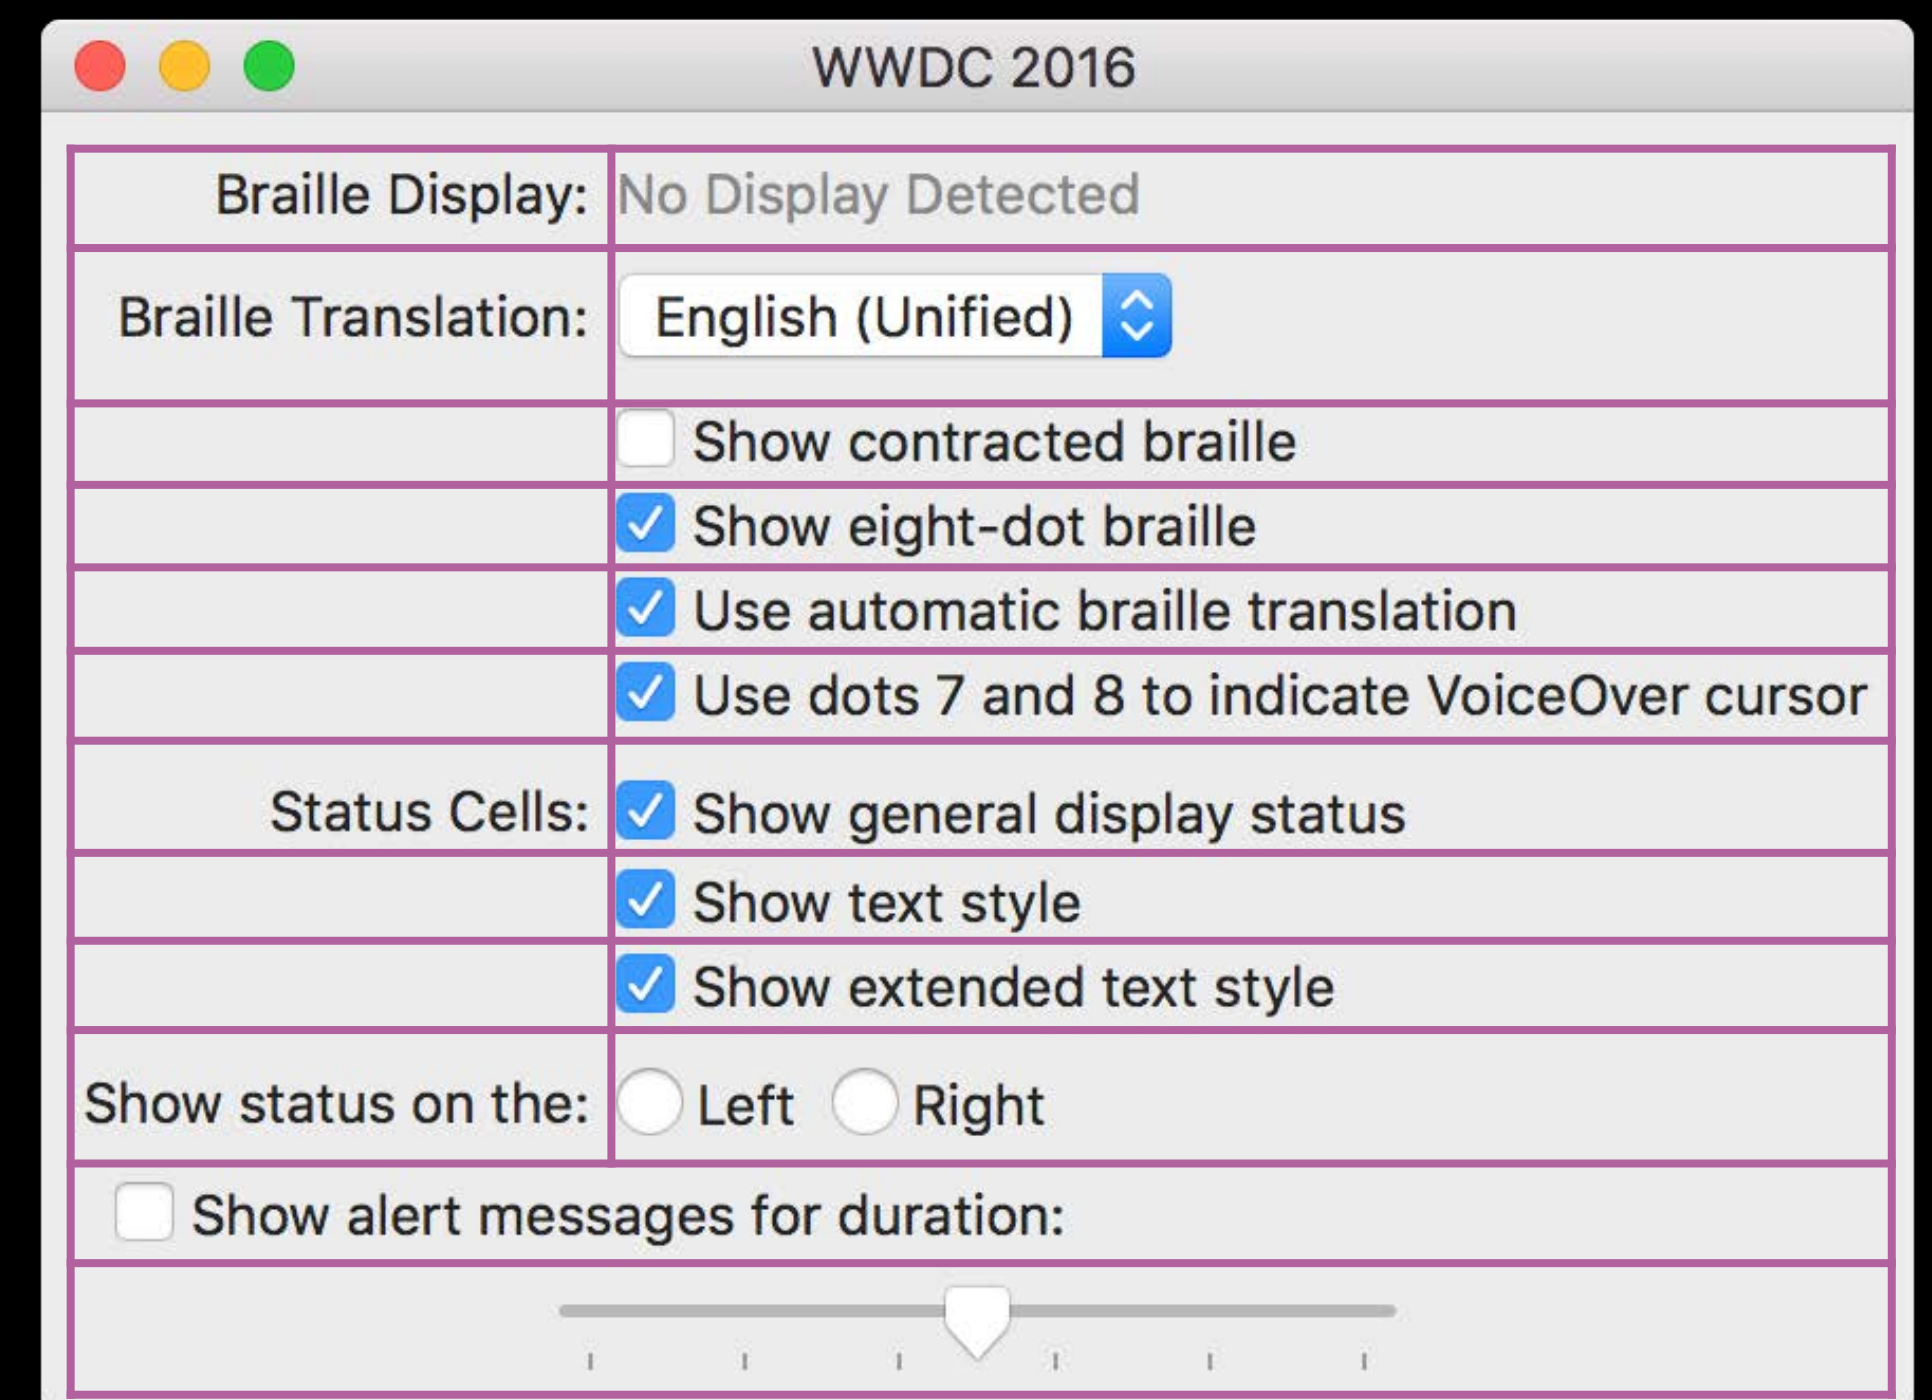 WWDC 2016
Braille Display: No Display Detected
Braille Translation: English (Unified)
Show contracted braille
Show eight-dot braille
Use automatic braille translation
Use dots 7 and 8 to indicate VoiceOver cursor
Status Cells: Show general display status
Show text style
Show extended text style
Show status on the: Left Right
Show alert messages for duration: